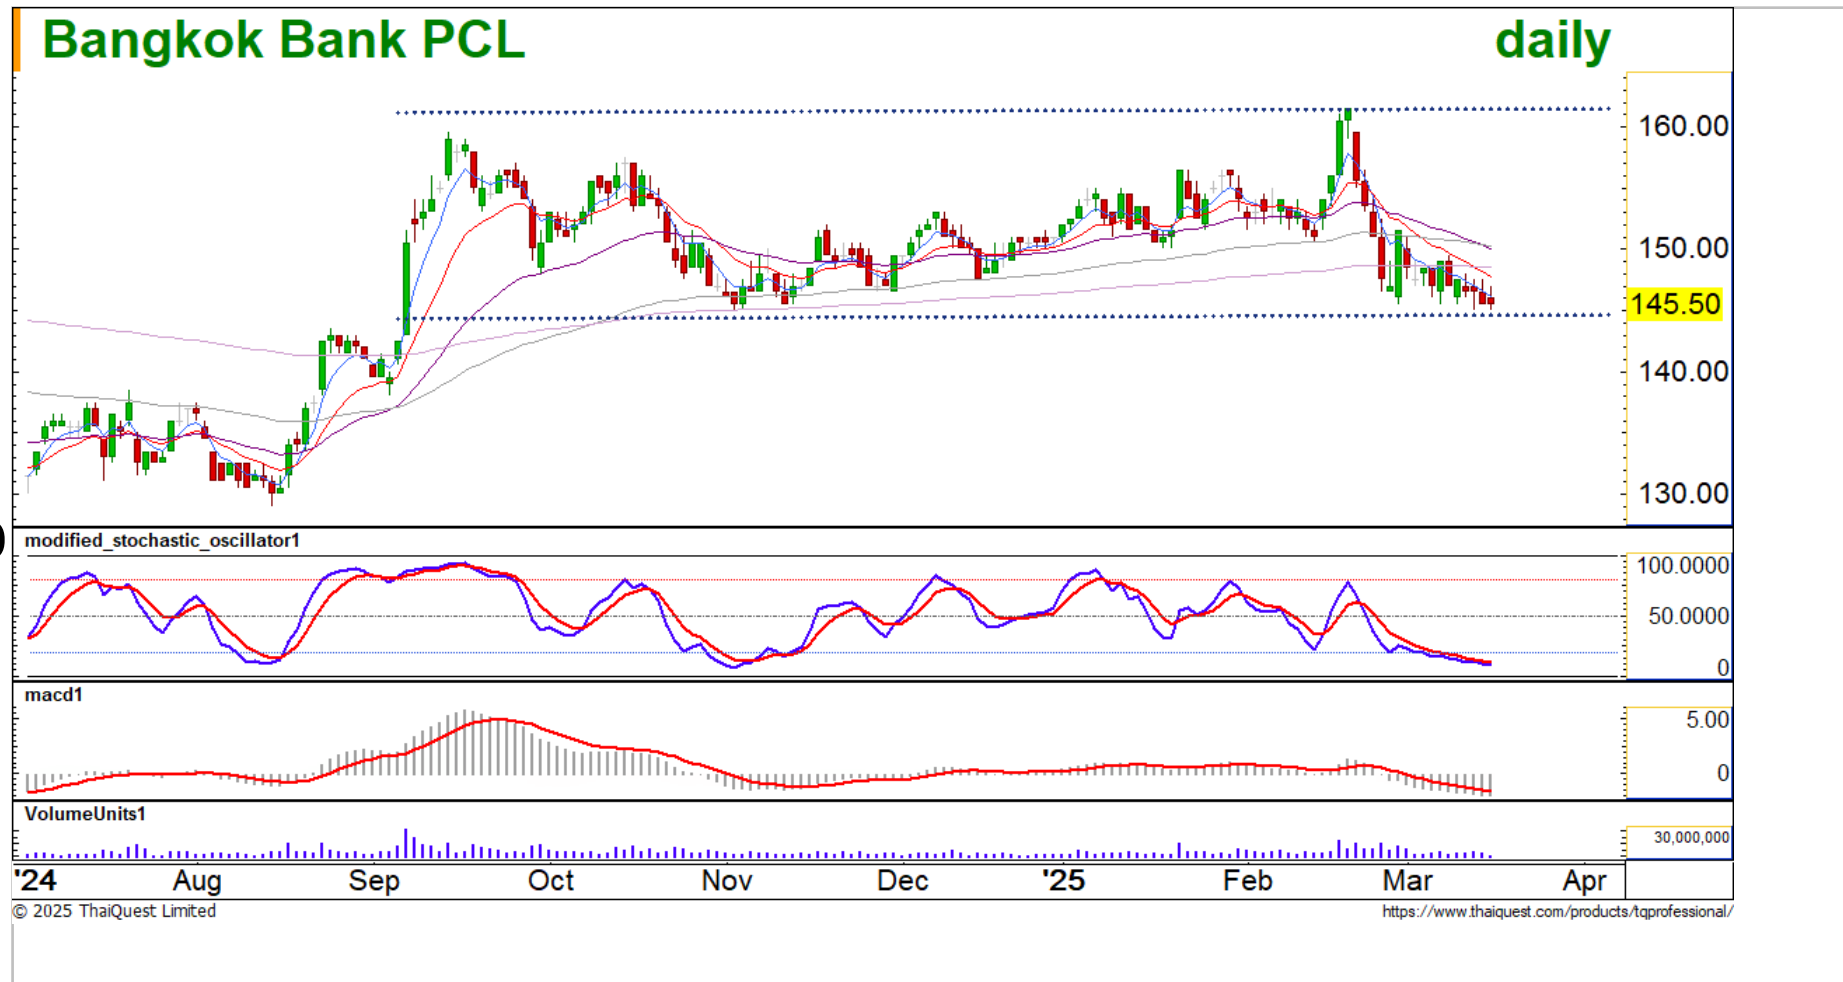 Bangkok Bank PCL daily
160.00
150.00
145.50
140.00
130.00
modified_stochastic_oscillator1
100.0000
50.0000
0
macd1
5.00
0
VolumeUnits1
30,000,000
'24 Aug Sep Oct Nov Dec '25 Feb Mar Apr
© 2025 ThaiQuest Limited https://www.thaiquest.com/products/tqprofessional/